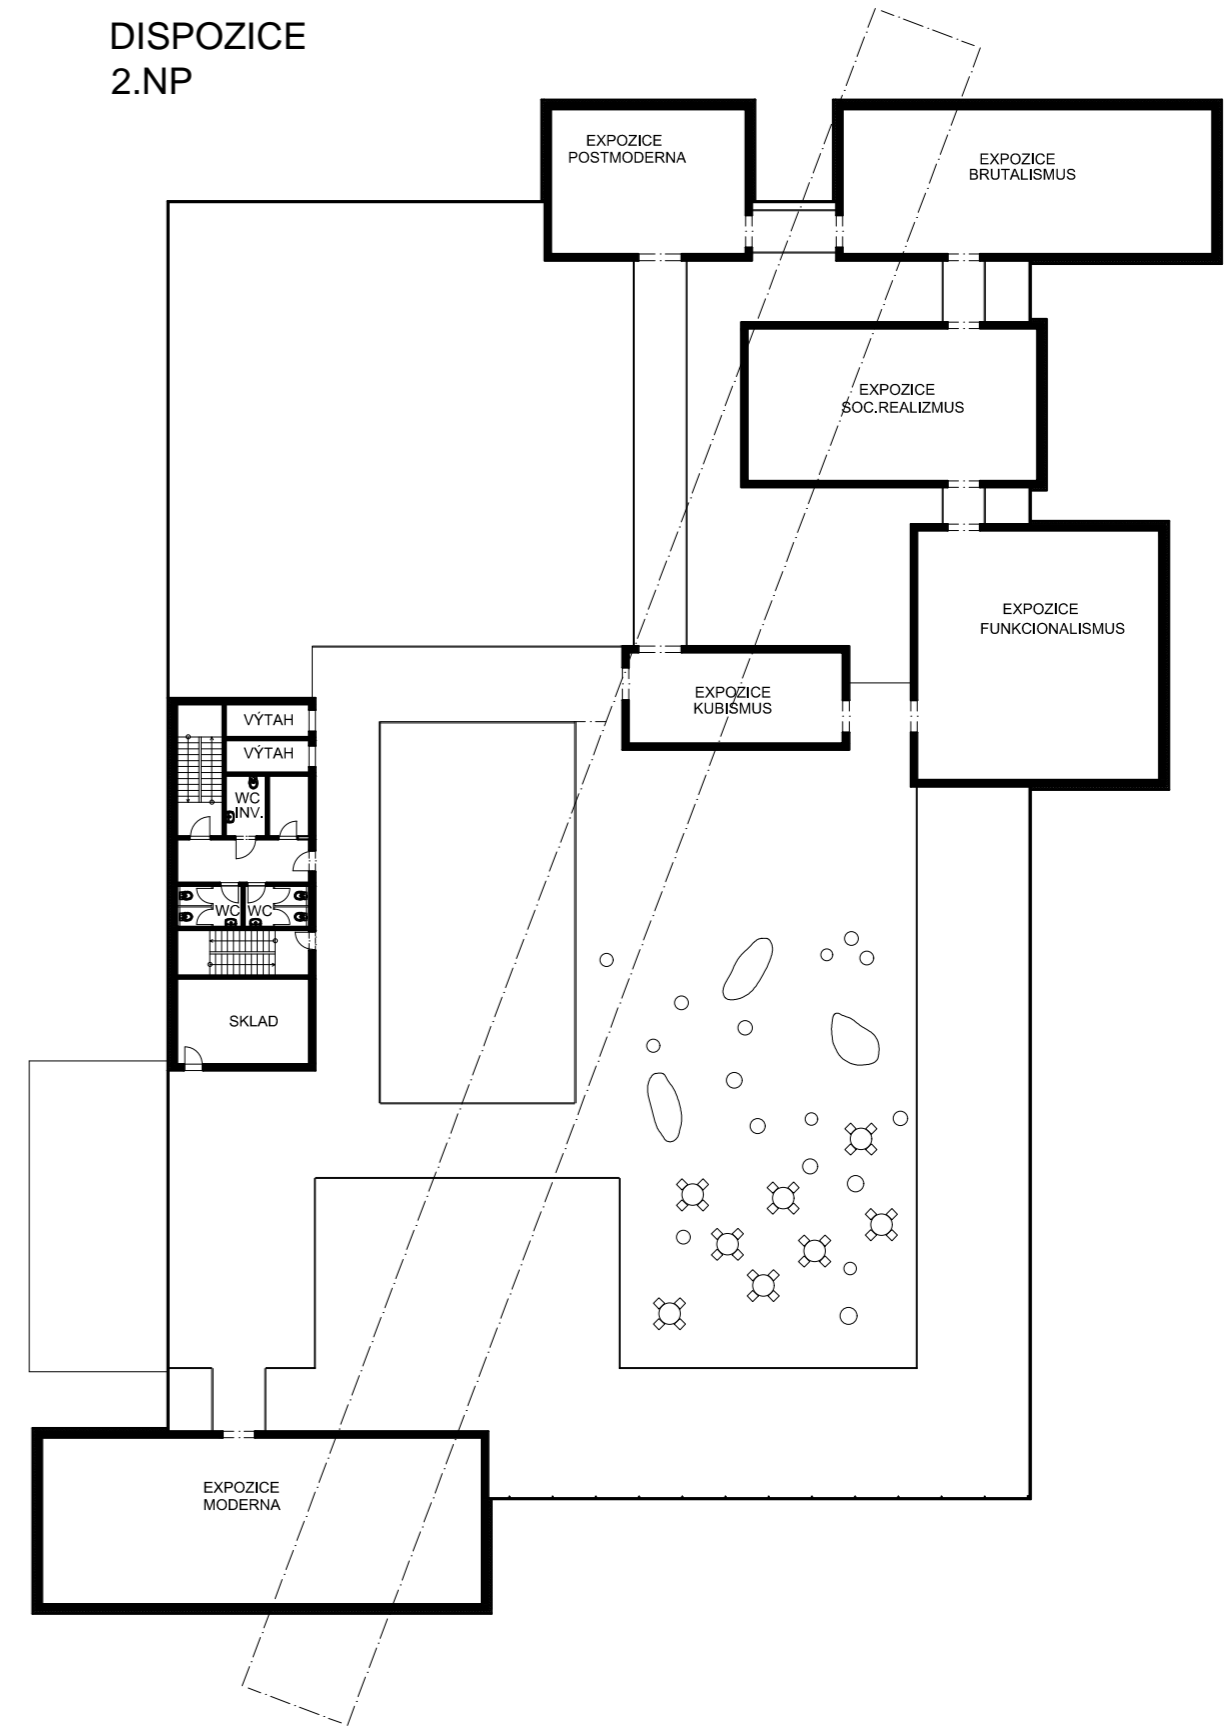 DISPOZICE
2.NP
EXPOZICE
POSTMODERNA
EXPOZICE
BRUTALISMUS
EXPOZICE
SOC.REALIZMUS
EXPOZICE
FUNKCIONALISMUS
EXPOZICE
KUBISMUS
VÝTAH
VÝTAH
WC
INV.
WC
WC
SKLAD
EXPOZICE
MODERNA